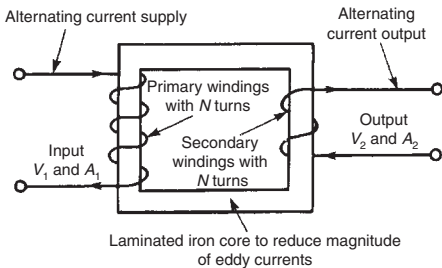 Alternating current supply
Alternating
current output
Primary windings
with N turns
Secondary
windings with
N turns
Input
V₁ and A₁
Output
V₂ and A₂
Laminated iron core to reduce magnitude
of eddy currents